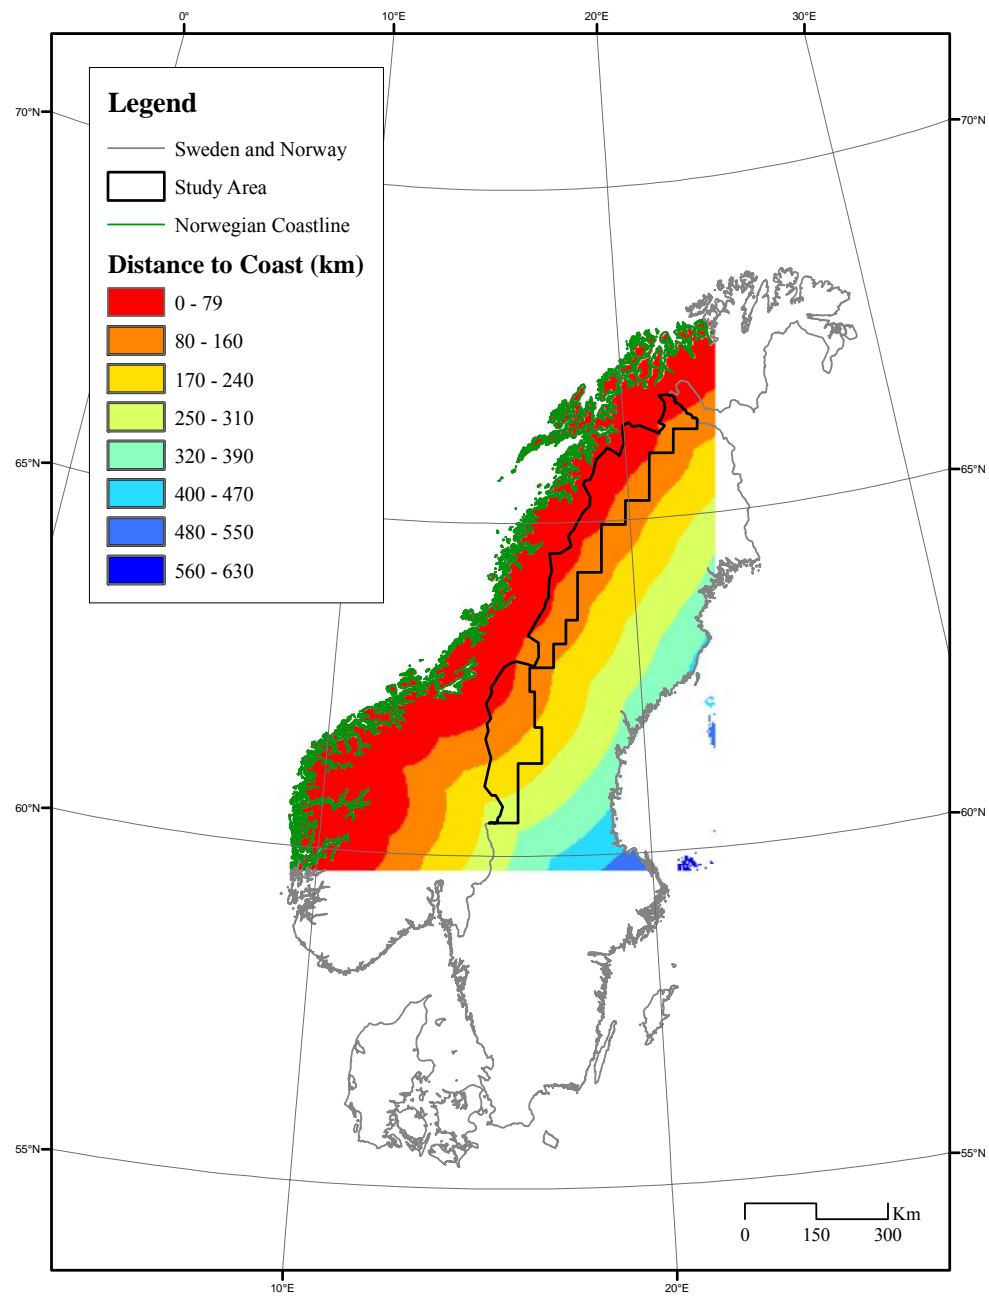 0°
10°E
20°E
30°E
70°N
70°N
Legend
Sweden and Norway
Study Area
Norwegian Coastline
Distance to Coast (km)
0 - 79
80 - 160
170 - 240
250 - 310
320 - 390
400 - 470
480 - 550
560 - 630
65°N
65°N
60°N
60°N
55°N
55°N
Km
0 150 300
10°E
20°E